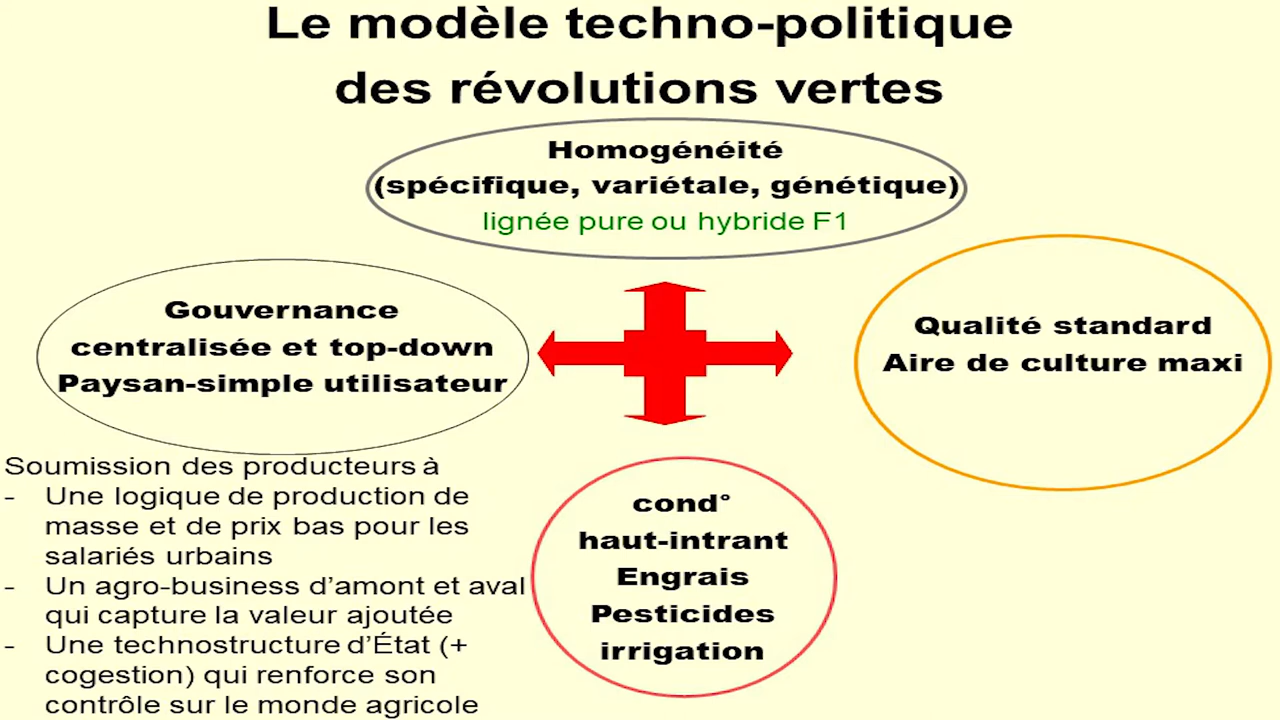 Le modèle techno-politique
des révolutions vertes
Homogénéité
(spécifique, variétale, génétique)
lignée pure ou hybride F1
Gouvernance
centralisée et top-down
Paysan-simple utilisateur
Qualité standard
Aire de culture maxi
Soumission des producteurs à
- Une logique de production de
masse et de prix bas pour les
salariés urbains
- Un agro-business d’amont et aval
qui capture la valeur ajoutée
- Une technostructure d’État (+
cogestion) qui renforce son
contrôle sur le monde agricole
cond°
haut-intrant
Engrais
Pesticides
irrigation